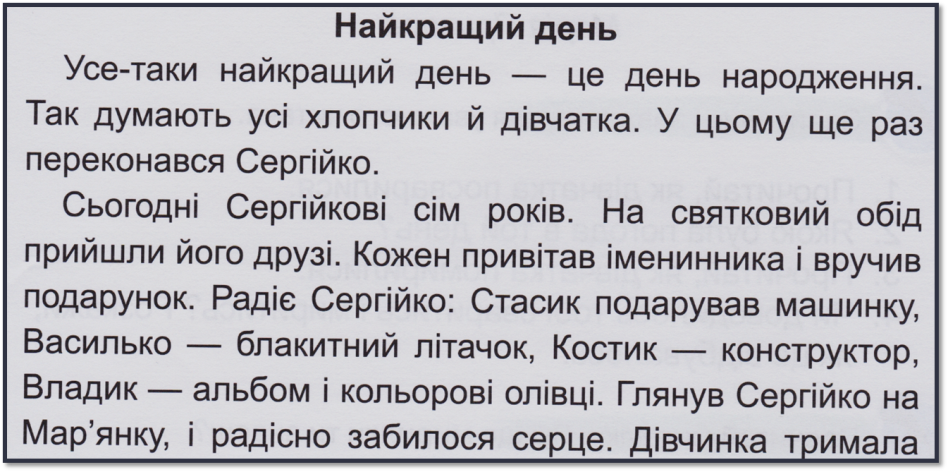 Найкращий день
Усе-таки найкращий день — це день народження.
Так думають усі хлопчики й дівчатка. У цьому ще раз
переконався Сергійко.
Сьогодні Сергійкові сім років. На святковий обід
прийшли його друзі. Кожен привітав іменинника і вручив
подарунок. Радіє Сергійко: Стасик подарував машинку,
Василько — блакитний літачок, Костик — конструктор,
Владик — альбом і кольорові олівці. Глянув Сергійко на
Мар’янку, і радісно забилося серце. Дівчинка тримала